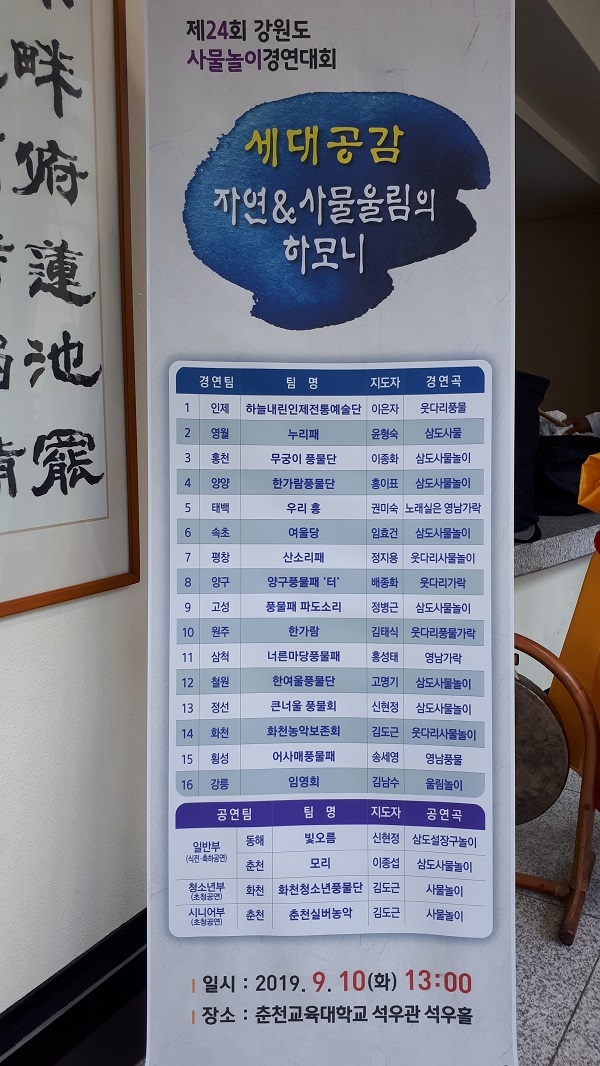 제24회 강원도
사물놀이경연대회
세대공감
자연&사물울림의
하모니
경연팀 팀 명 지도자 경연곡
1 인제 하늘내린인제전통예술단 이은자 웃다리풍물
2 영월 누리패 윤형숙 삼도사물
3 홍천 무궁이 풍물단 이종화 삼도사물놀이
4 양양 한가람풍물단 홍이표 삼도사물놀이
5 태백 우리 흥 권미숙 노래실은 영남가락
6 속초 여울당 임효건 삼도사물놀이
7 평창 산소리패 정지용 웃다리사물놀이
8 양구 양구풍물패 ‘터’ 배종화 웃다리가락
9 고성 풍물패 파도소리 정병근 삼도사물놀이
10 원주 한가람 김태식 웃다리풍물가락
11 삼척 너른마당풍물패 홍성태 영남가락
12 철원 한여울풍물단 고명기 삼도사물놀이
13 정선 큰너울 풍물회 신현정 삼도사물놀이
14 화천 화천농악보존회 김도근 웃다리사물놀이
15 횡성 어사매풍물패 송세영 영남풍물
16 강릉 임영회 김남수 울림놀이
공연팀 팀 명 지도자 공연곡
일반부 (식전·축하공연) 동해 빛오름 신현정 삼도설장구놀이
춘천 모리 이종섭 삼도사물놀이
청소년부 (초청공연) 화천 화천청소년풍물단 김도근 사물놀이
시니어부 (초청공연) 춘천 춘천실버농악 김도근 사물놀이
일시 : 2019. 9. 10(화) 13:00
장소 : 춘천교육대학교 석우관 석우홀
畔
俯
蓮
池
罷